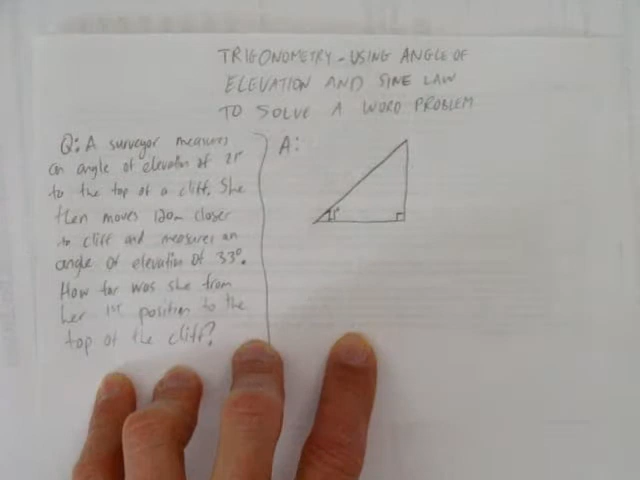 TRIGONOMETRY - USING ANGLE OF
ELEVATION AND SINE LAW
TO SOLVE A WORD PROBLEM
Q: A surveyor measures
an angle of elevation of 21°
to the top of a cliff. She
then moves 120m closer
to cliff and measures an
angle of elevation of 33°.
How far was she from
her 1st position to the
top of the cliff?
A: